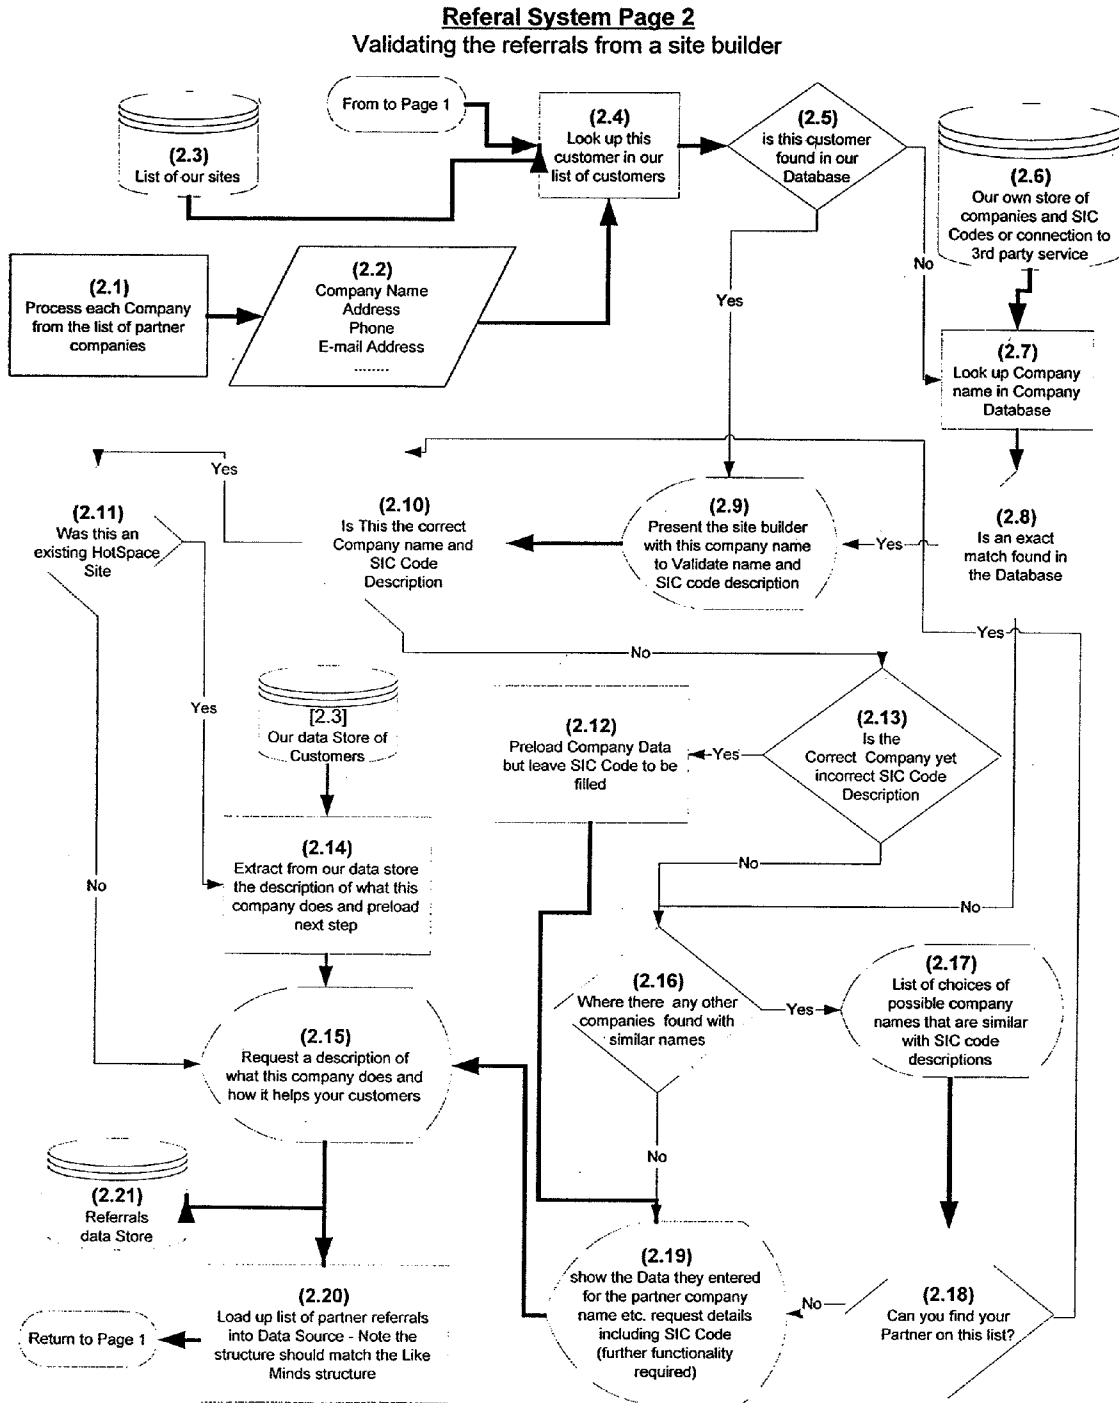 Referal System Page 2
Validating the referrals from a site builder
From to Page 1
(2.3)
List of our sites
(2.4)
Look up this
customer in our
list of customers
(2.5)
is this customer
found in our
Database
(2.6)
Our own store of
companies and SIC
Codes or connection to
3rd party service
(2.1)
Process each Company
from the list of partner
companies
(2.2)
Company Name
Address
Phone
E-mail Address
........
No
Yes
(2.7)
Look up Company
name in Company
Database
Yes
(2.11)
Was this an
existing HotSpace
Site
(2.10)
Is This the correct
Company name and
SIC Code
Description
(2.9)
Present the site builder
with this company name
to Validate name and
SIC code description
Yes
(2.8)
Is an exact
match found in
the Database
Yes
No
Yes
[2.3]
Our data Store of
Customers
(2.12)
Preload Company Data
but leave SIC Code to be
filled
Yes
(2.13)
Is the
Correct Company yet
incorrect SIC Code
Description
(2.14)
Extract from our data store
the description of what this
company does and preload
next step
No
No
No
(2.16)
Where there any other
companies found with
similar names
Yes
(2.17)
List of choices of
possible company
names that are similar
with SIC code
descriptions
(2.15)
Request a description of
what this company does and
how it helps your customers
No
(2.21)
Referrals
data Store
(2.19)
show the Data they entered
for the partner company
name etc. request details
including SIC Code
(further functionality
required)
No
(2.18)
Can you find your
Partner on this list?
(2.20)
Load up list of partner referrals
into Data Source - Note the
structure should match the Like
Minds structure
Return to Page 1